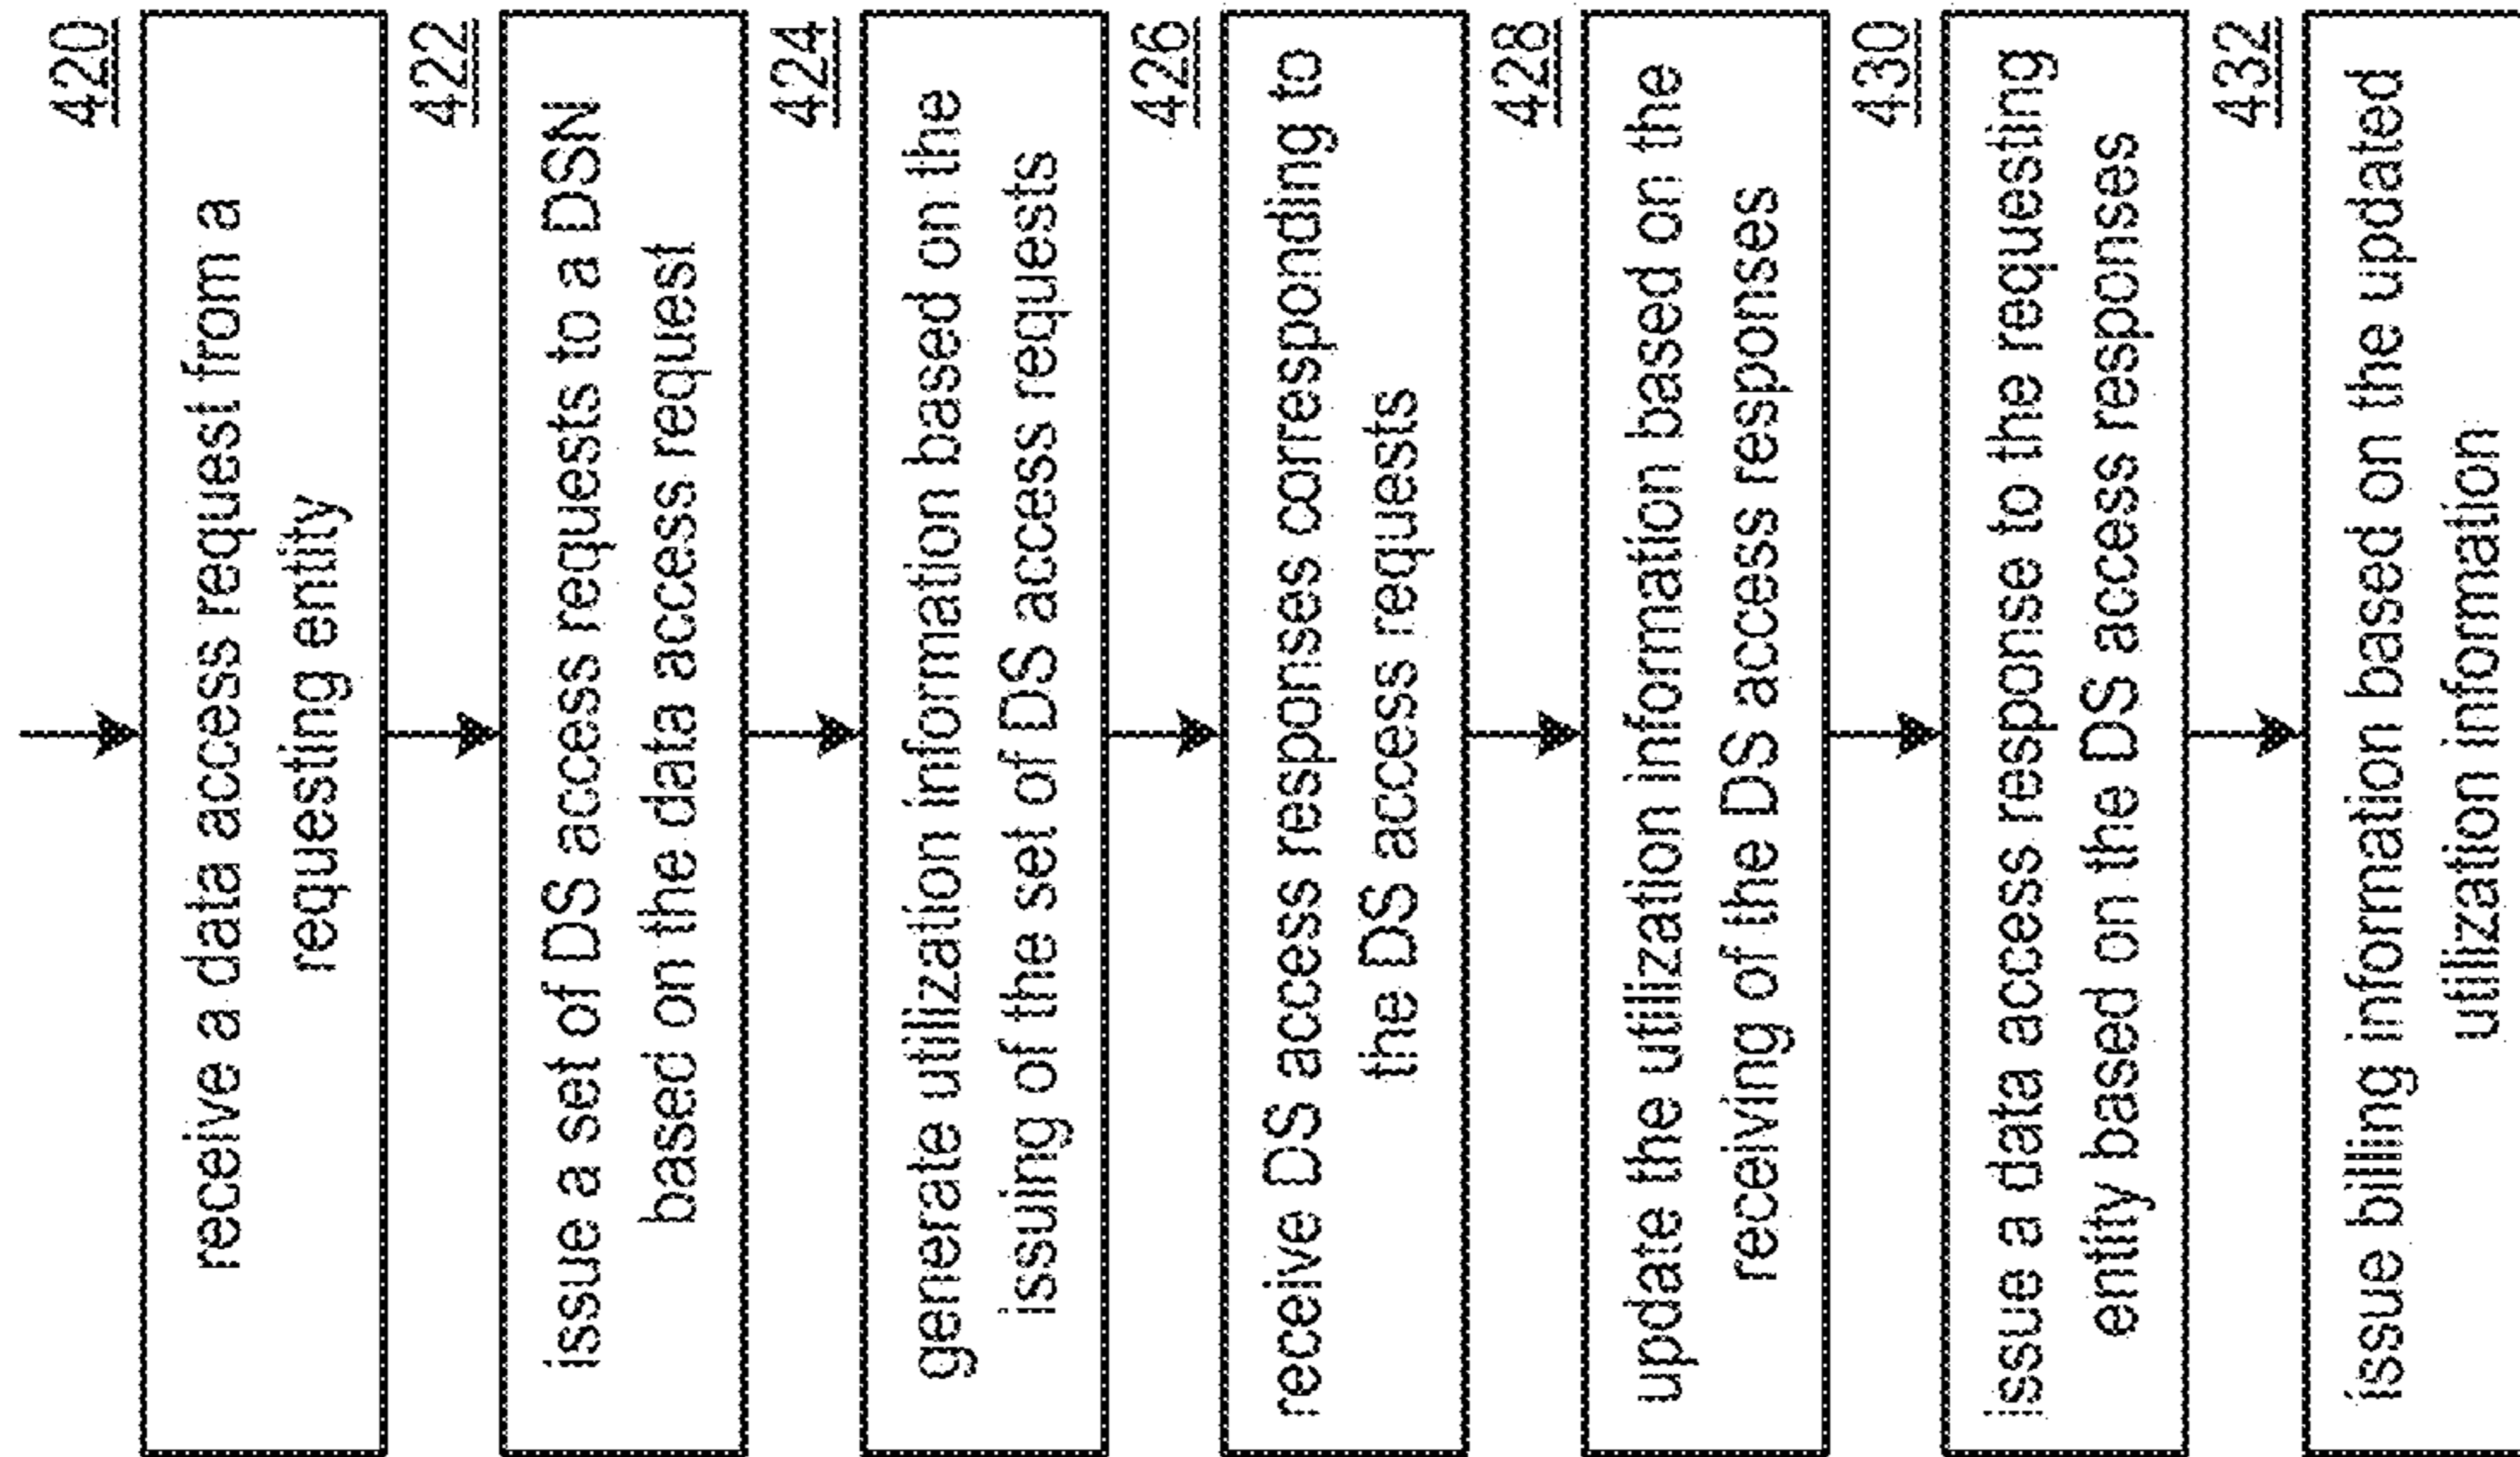 420
receive a data access request from a
requesting entity
422
issue a set of DS access requests to a DSN
based on the data access request
424
generate utilization information based on the
issuing of the set of DS access requests
426
receive DS access responses corresponding to
the DS access requests
428
update the utilization information based on the
receiving of the DS access responses
430
issue a data access response to the requesting
entity based on the DS access responses
432
issue billing information based on the updated
utilization information